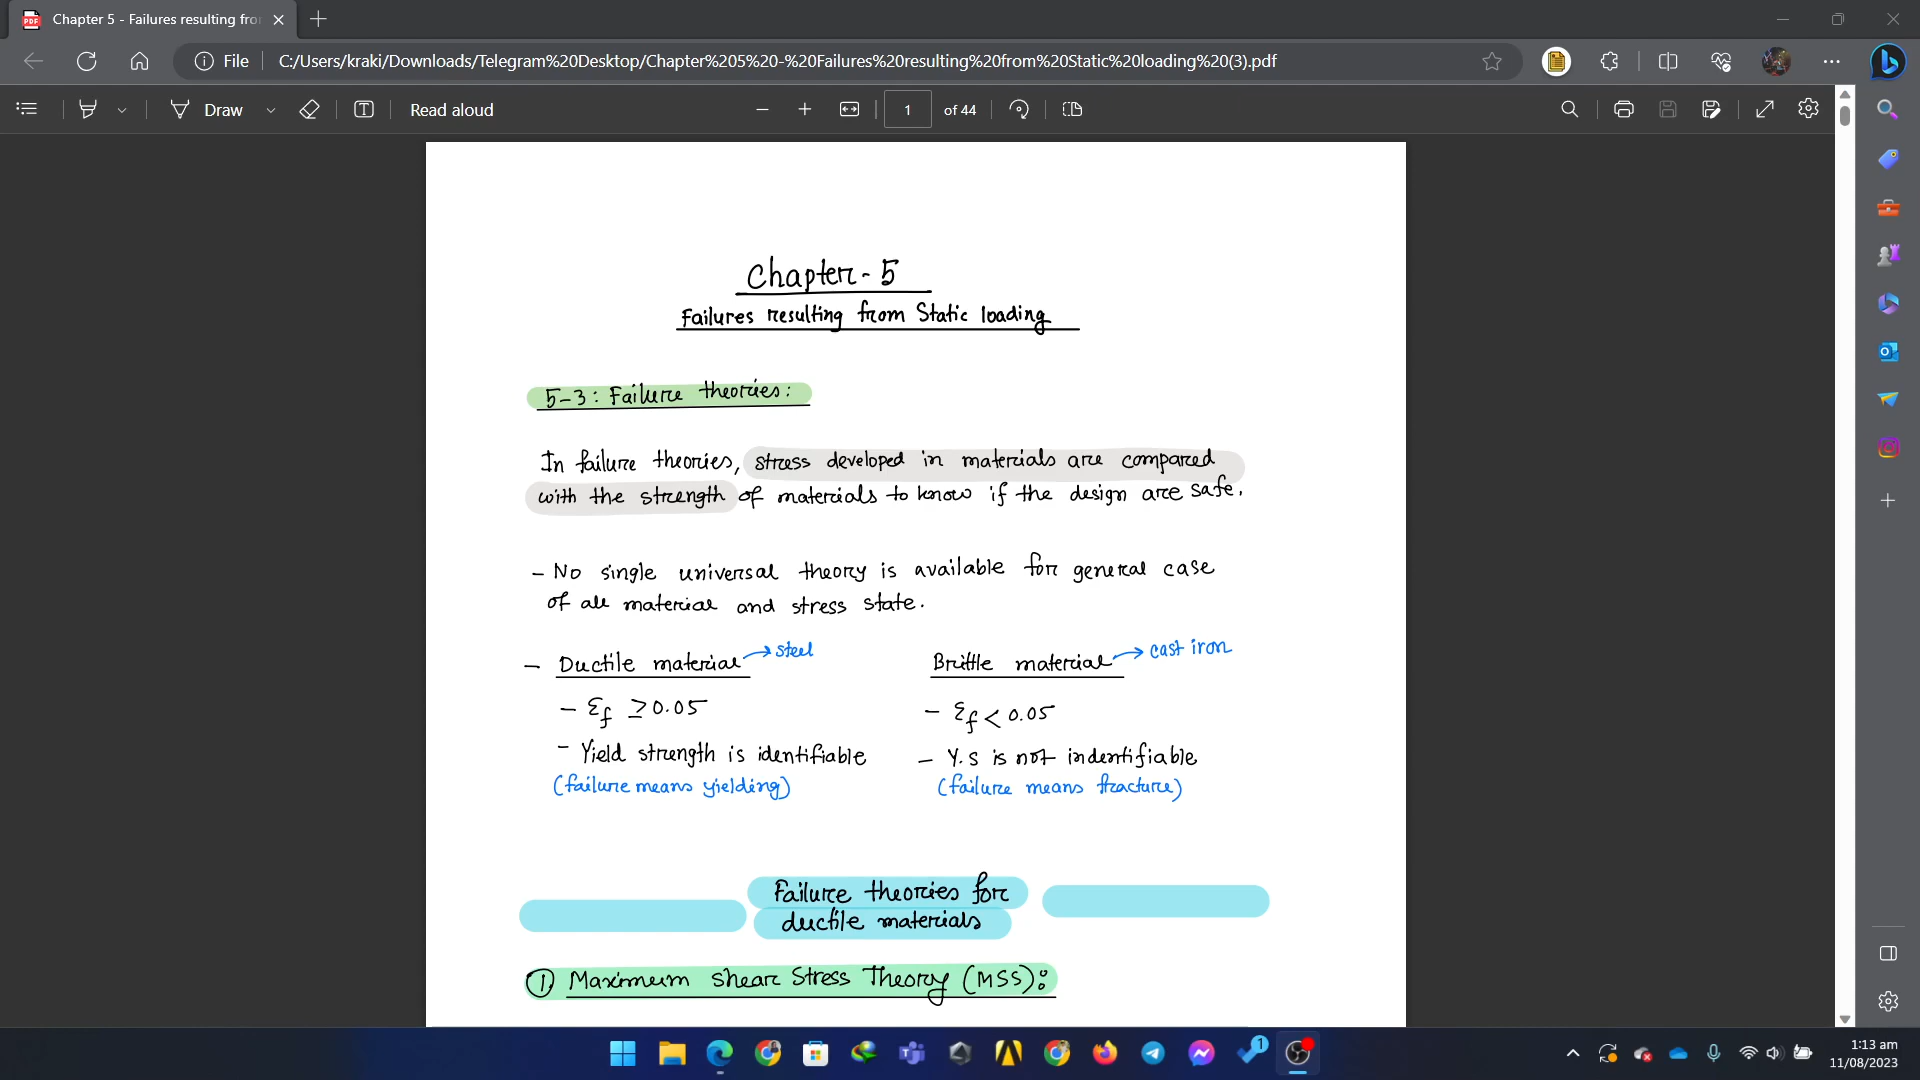 Chapter 5 - Failures resulting fro
File
C:/Users/kraki/Downloads/Telegram%20Desktop/Chapter%205%20-%20Failures%20resulting%20from%20Static%20loading%20(3).pdf
Draw
Read aloud
1
of 44
Chapter - 5
Failures resulting from Static loading
5-3: Failure theories:
In failure theories, stress developed in materials are compared
with the strength of materials to know if the design are safe.
- No single universal theory is available for general case
of all material and stress state.
- Ductile material → steel
Brittle material → cast iron
- Ɛf ≥ 0.05
- Ɛf < 0.05
- Yield strength is identifiable
- Y.S is not indentifiable
(failure means yielding)
(failure means fracture)
Failure theories for
ductile materials
1. Maximum Shear Stress Theory (MSS):
1
1:13 am
11/08/2023